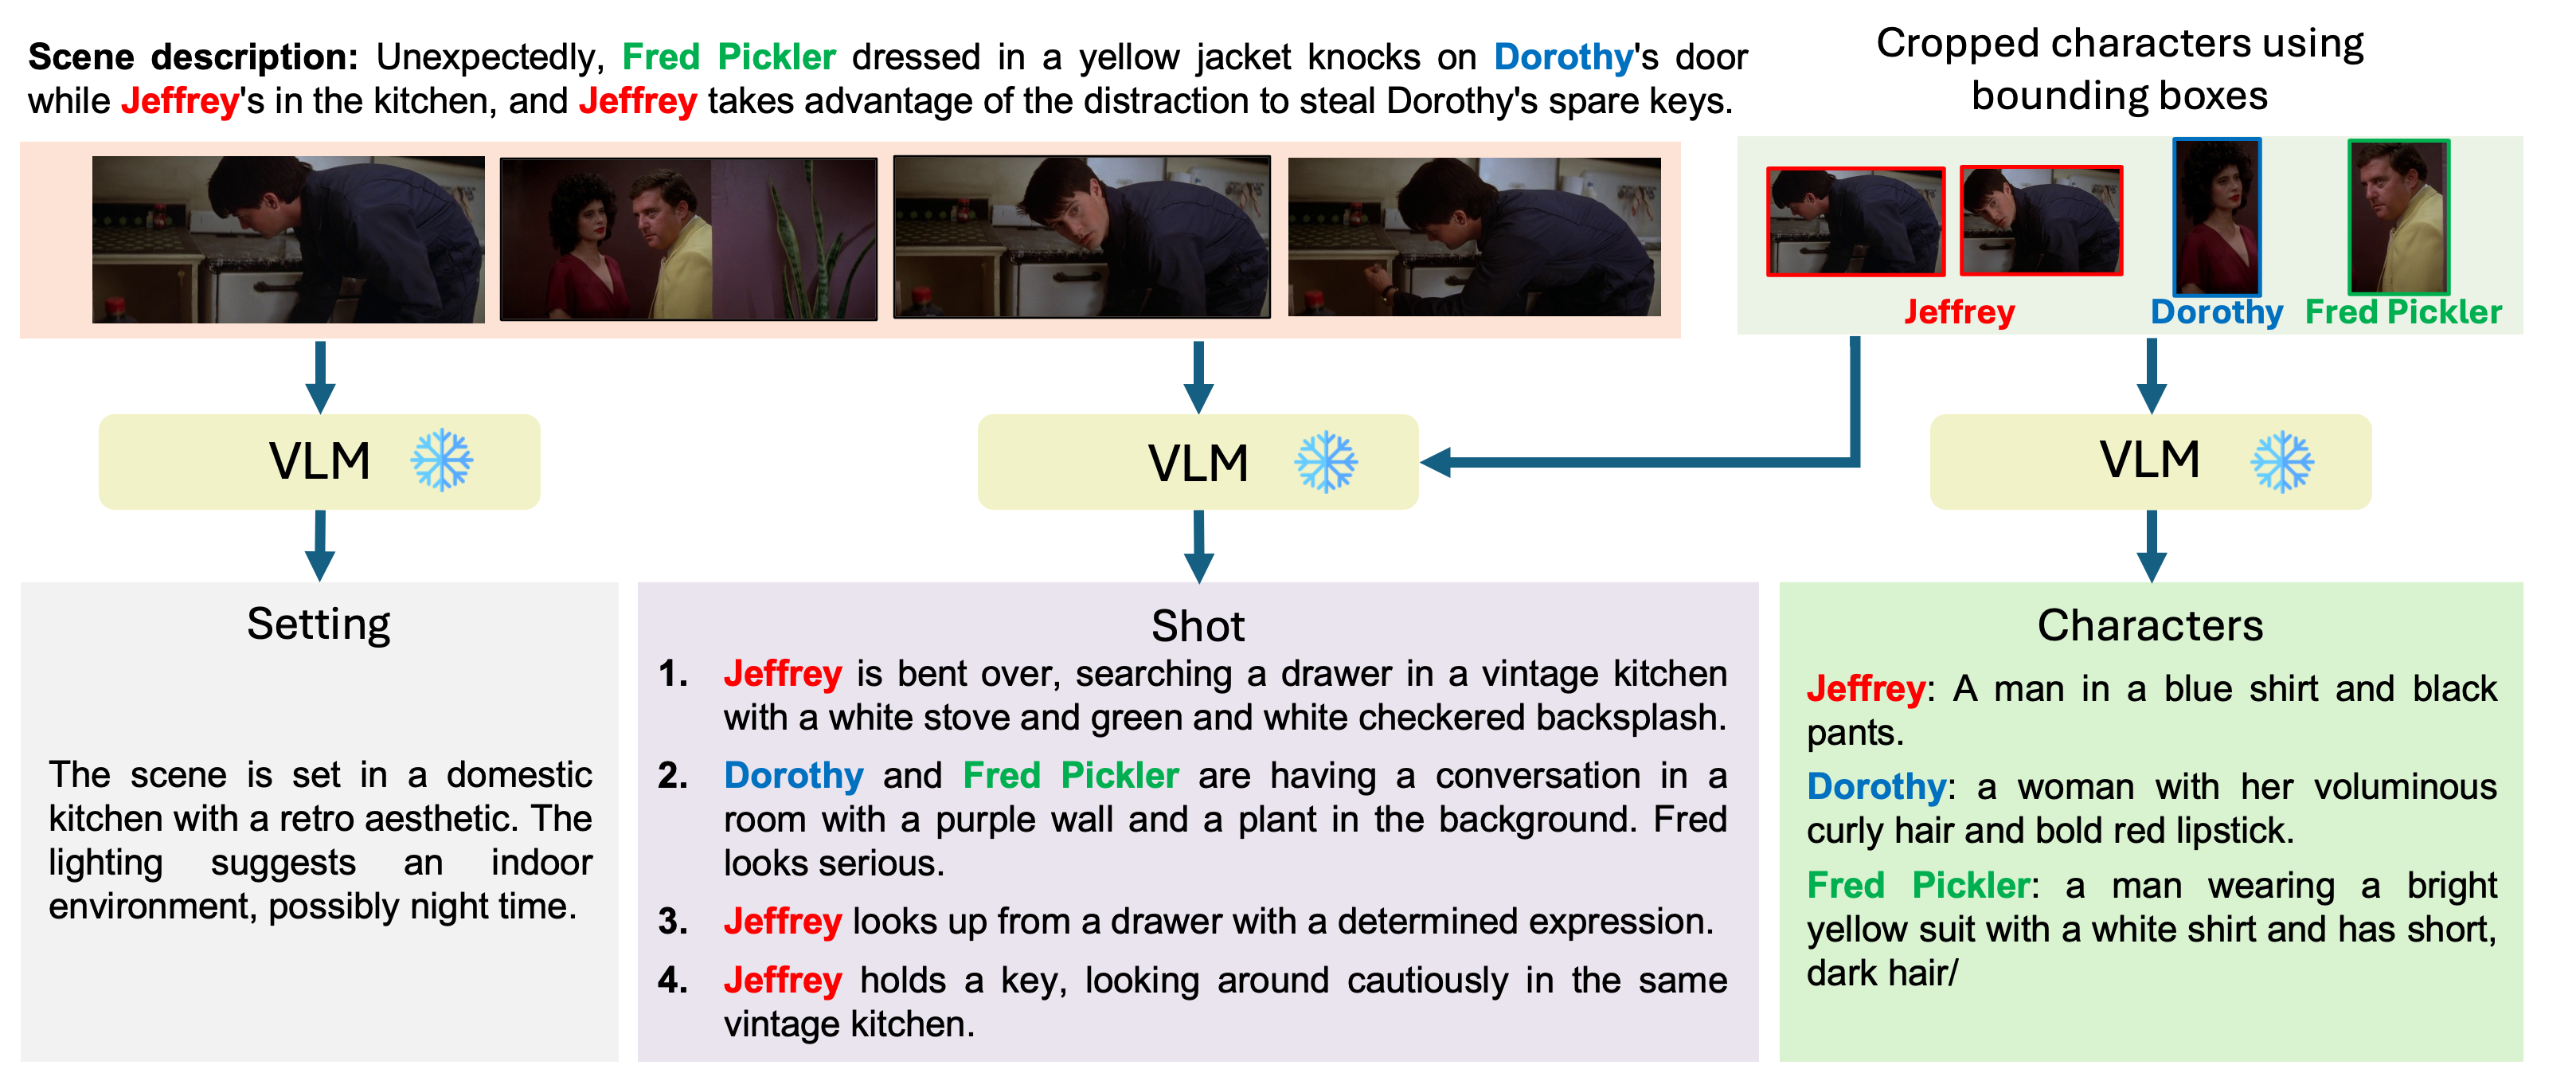 Scene description: Unexpectedly, Fred Pickler dressed in a yellow jacket knocks on Dorothy's door
while Jeffrey's in the kitchen, and Jeffrey takes advantage of the distraction to steal Dorothy's spare keys.
Cropped characters using
bounding boxes
Jeffrey
Dorothy
Fred Pickler
VLM
VLM
VLM
Setting
The scene is set in a domestic
kitchen with a retro aesthetic. The
lighting suggests an indoor
environment, possibly night time.
Shot
1. Jeffrey is bent over, searching a drawer in a vintage kitchen
with a white stove and green and white checkered backsplash.
2. Dorothy and Fred Pickler are having a conversation in a
room with a purple wall and a plant in the background. Fred
looks serious.
3. Jeffrey looks up from a drawer with a determined expression.
4. Jeffrey holds a key, looking around cautiously in the same
vintage kitchen.
Characters
Jeffrey: A man in a blue shirt and black
pants.
Dorothy: a woman with her voluminous
curly hair and bold red lipstick.
Fred Pickler: a man wearing a bright
yellow suit with a white shirt and has short,
dark hair/